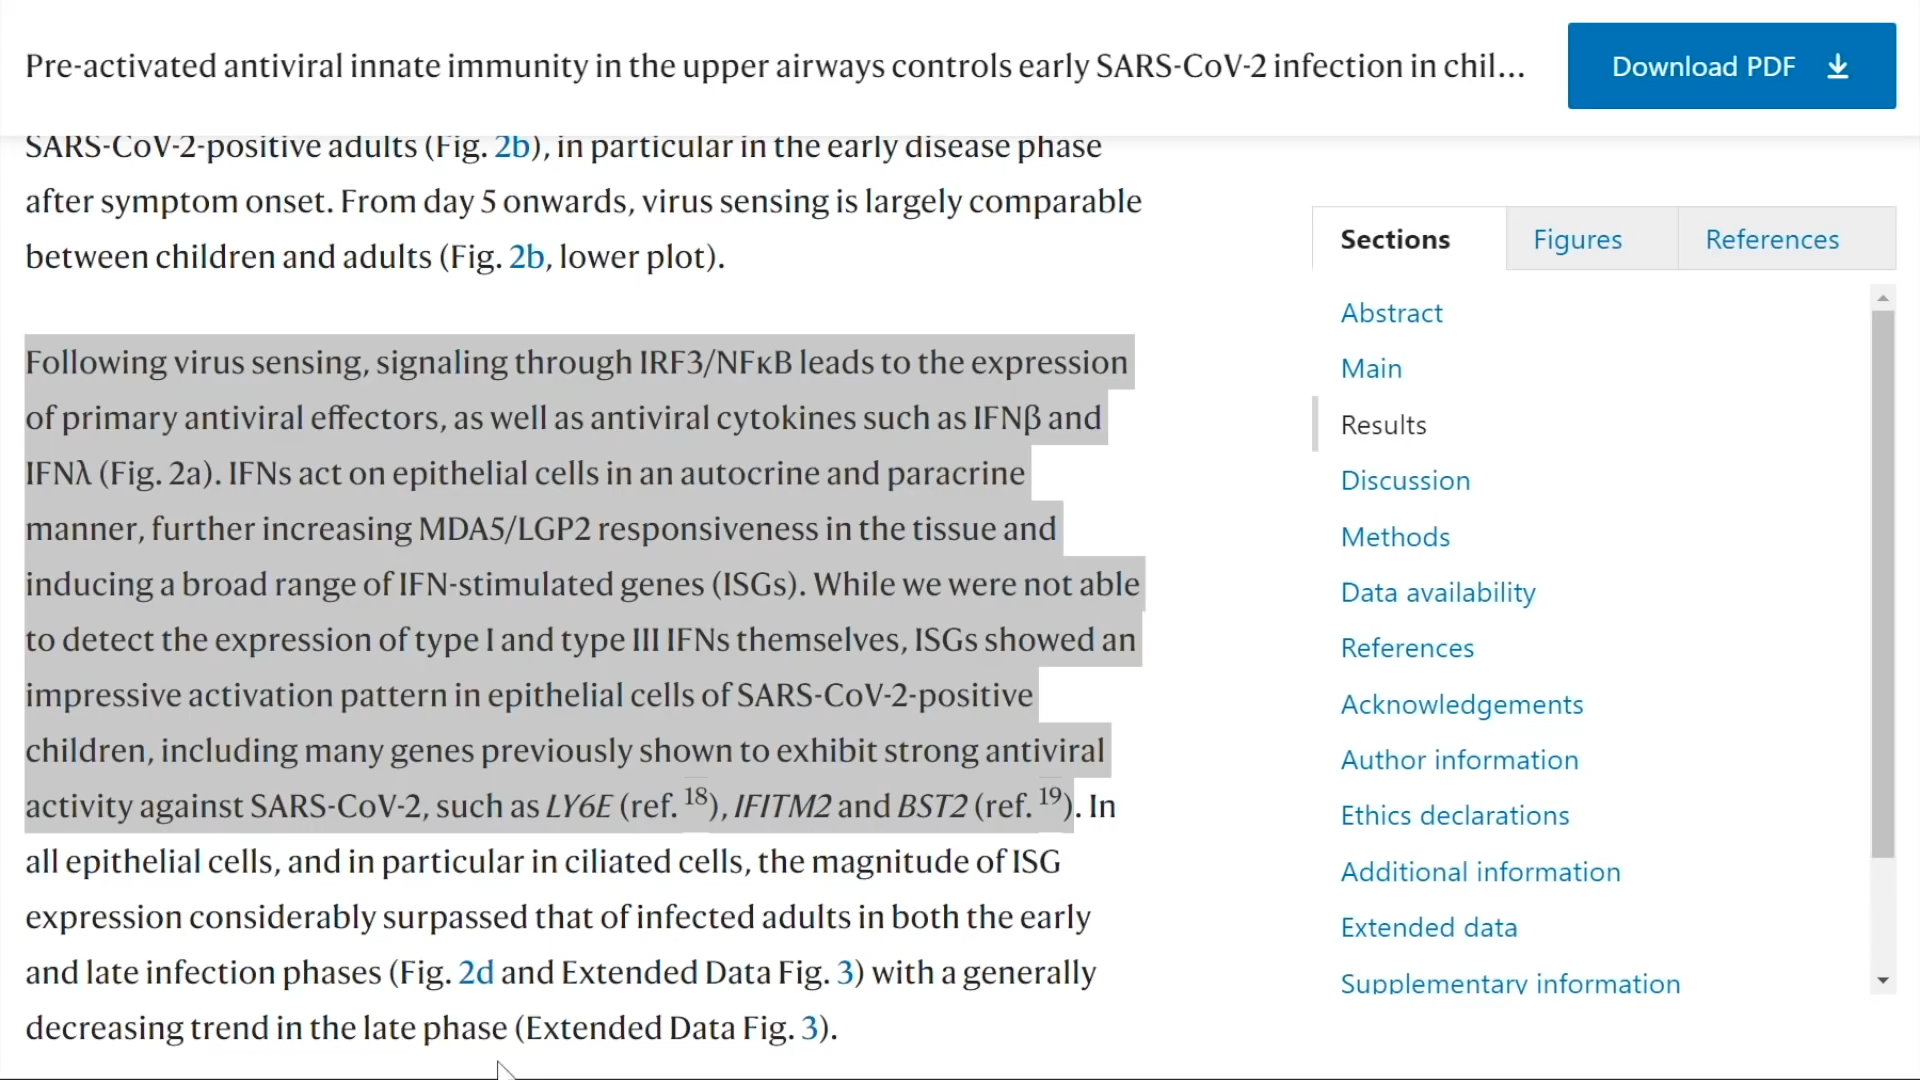 Pre-activated antiviral innate immunity in the upper airways controls early SARS-CoV-2 infection in chil...
Download PDF
SARS-CoV-2-positive adults (Fig. 2b), in particular in the early disease phase
after symptom onset. From day 5 onwards, virus sensing is largely comparable
between children and adults (Fig. 2b, lower plot).
Following virus sensing, signaling through IRF3/NFκB leads to the expression
of primary antiviral effectors, as well as antiviral cytokines such as IFNβ and
IFNλ (Fig. 2a). IFNs act on epithelial cells in an autocrine and paracrine
manner, further increasing MDA5/LGP2 responsiveness in the tissue and
inducing a broad range of IFN-stimulated genes (ISGs). While we were not able
to detect the expression of type I and type III IFNs themselves, ISGs showed an
impressive activation pattern in epithelial cells of SARS-CoV-2-positive
children, including many genes previously shown to exhibit strong antiviral
activity against SARS-CoV-2, such as LY6E (ref. 18), IFITM2 and BST2 (ref. 19). In
all epithelial cells, and in particular in ciliated cells, the magnitude of ISG
expression considerably surpassed that of infected adults in both the early
and late infection phases (Fig. 2d and Extended Data Fig. 3) with a generally
decreasing trend in the late phase (Extended Data Fig. 3).
Sections
Figures
References
Abstract
Main
Results
Discussion
Methods
Data availability
References
Acknowledgements
Author information
Ethics declarations
Additional information
Extended data
Supplementary information